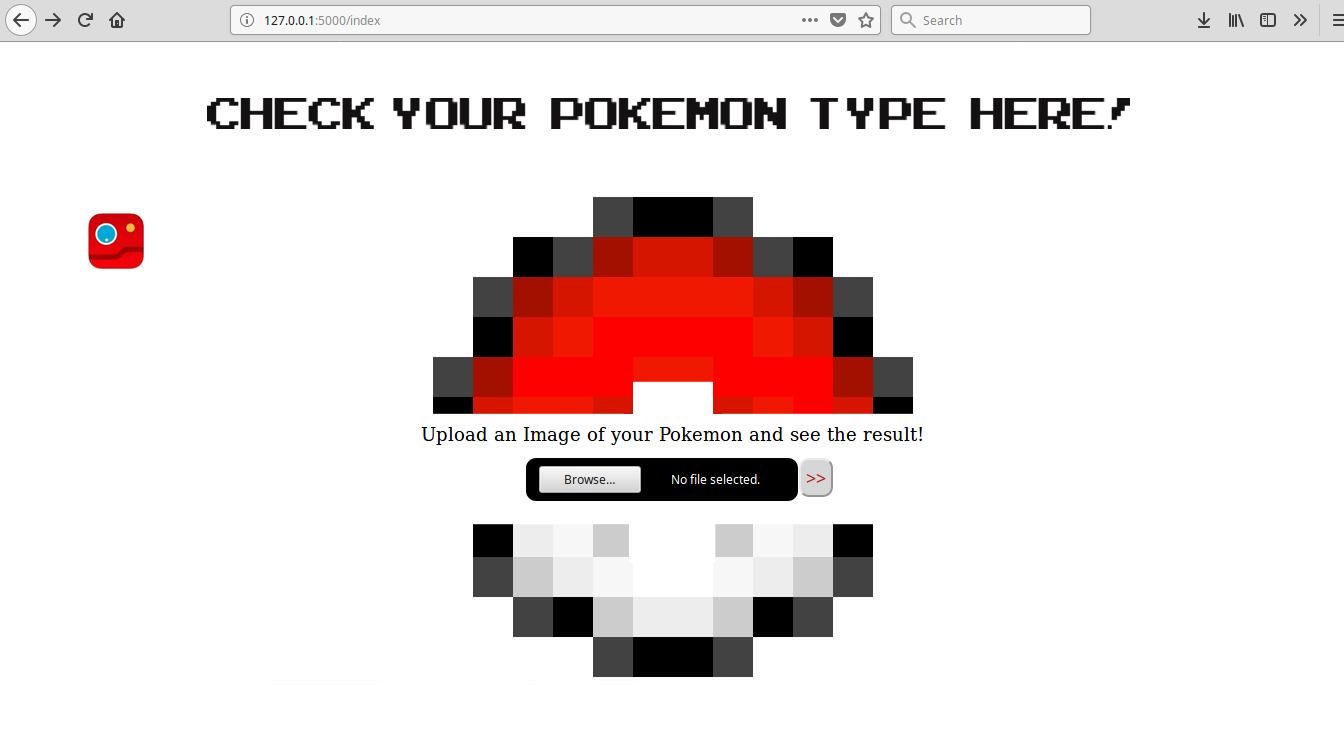 127.0.0.1:5000/index
Search
CHECK YOUR POKEMON TYPE HERE!
Upload an Image of your Pokemon and see the result!
Browse... No file selected. >>